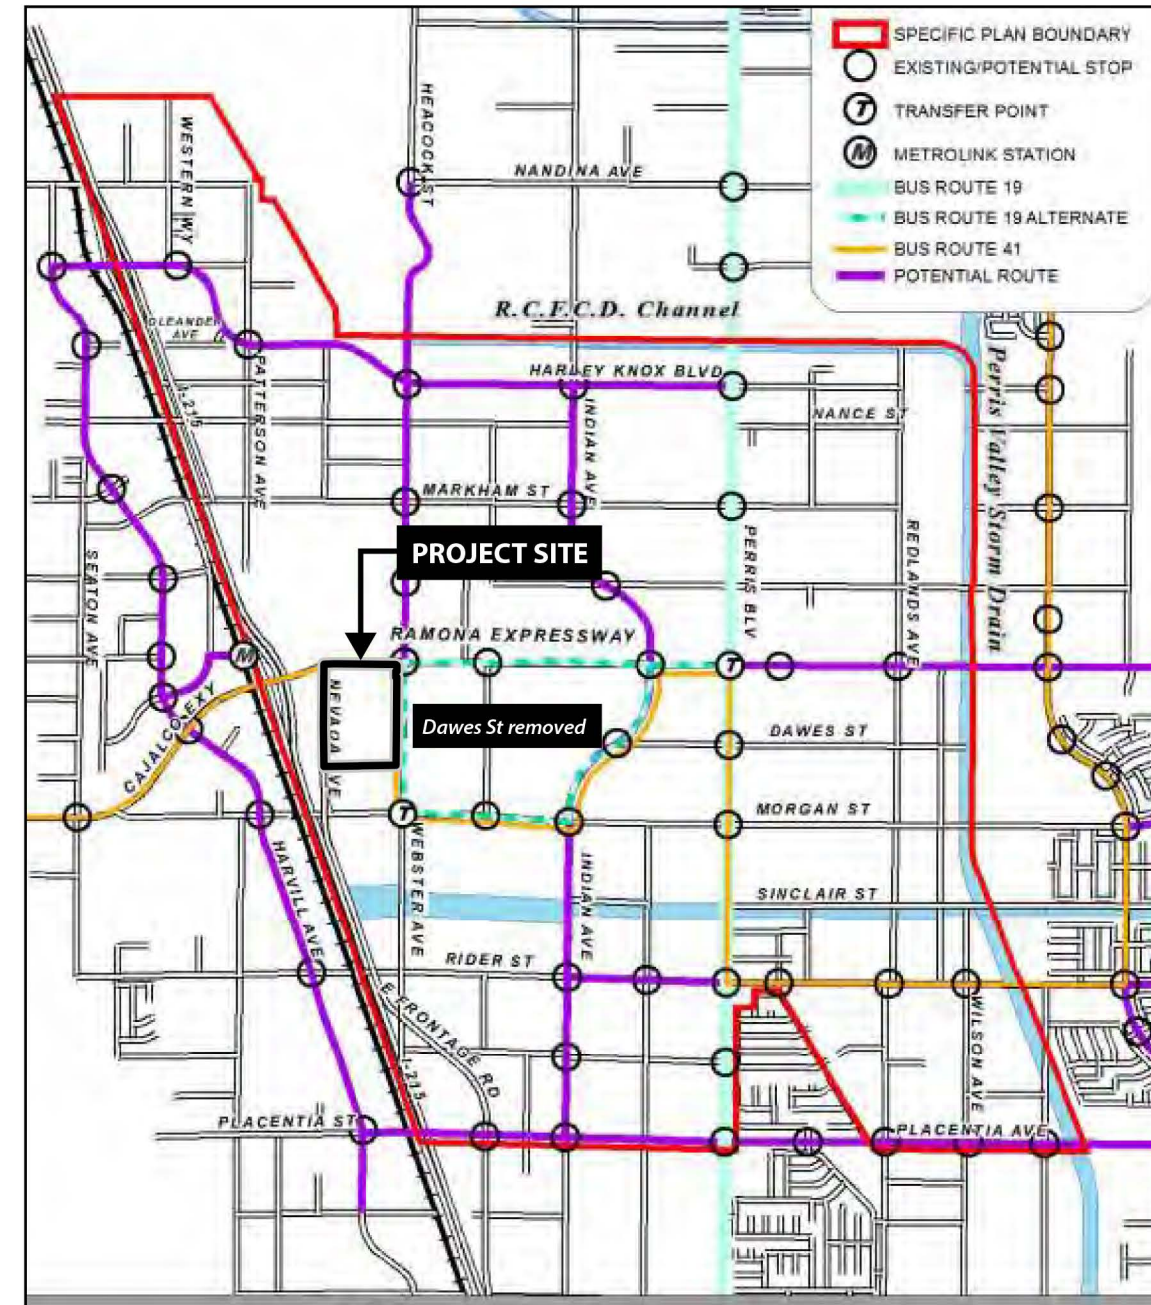 SPECIFIC PLAN BOUNDARY
EXISTING/POTENTIAL STOP
T TRANSFER POINT
M METROLINK STATION
BUS ROUTE 19
BUS ROUTE 19 ALTERNATE
BUS ROUTE 41
POTENTIAL ROUTE
HEACOCK ST
WESTERN WY
NANDINA AVE
R.C.F.C.D. Channel
OLEANDER
AVE
HARLEY KNOX BLVD
PATTERSON AVE
I-215
INDIAN AVE
NANCE ST
Perris Valley Storm Drain
MARKHAM ST
PERRIS BLV
REDLANDS AVE
SEATON AVE
PROJECT SITE
RAMONA EXPRESSWAY
M
T
NEVADA VE
CAJALCO EXY
Dawes St removed
DAWES ST
T
MORGAN ST
WEBSTER AVE
HARVILL AVE
INDIAN AVE
SINCLAIR ST
RIDER ST
E FRONTAGE RD
WILSON AVE
I-215
PLACENTIA ST
PLACENTIA AVE